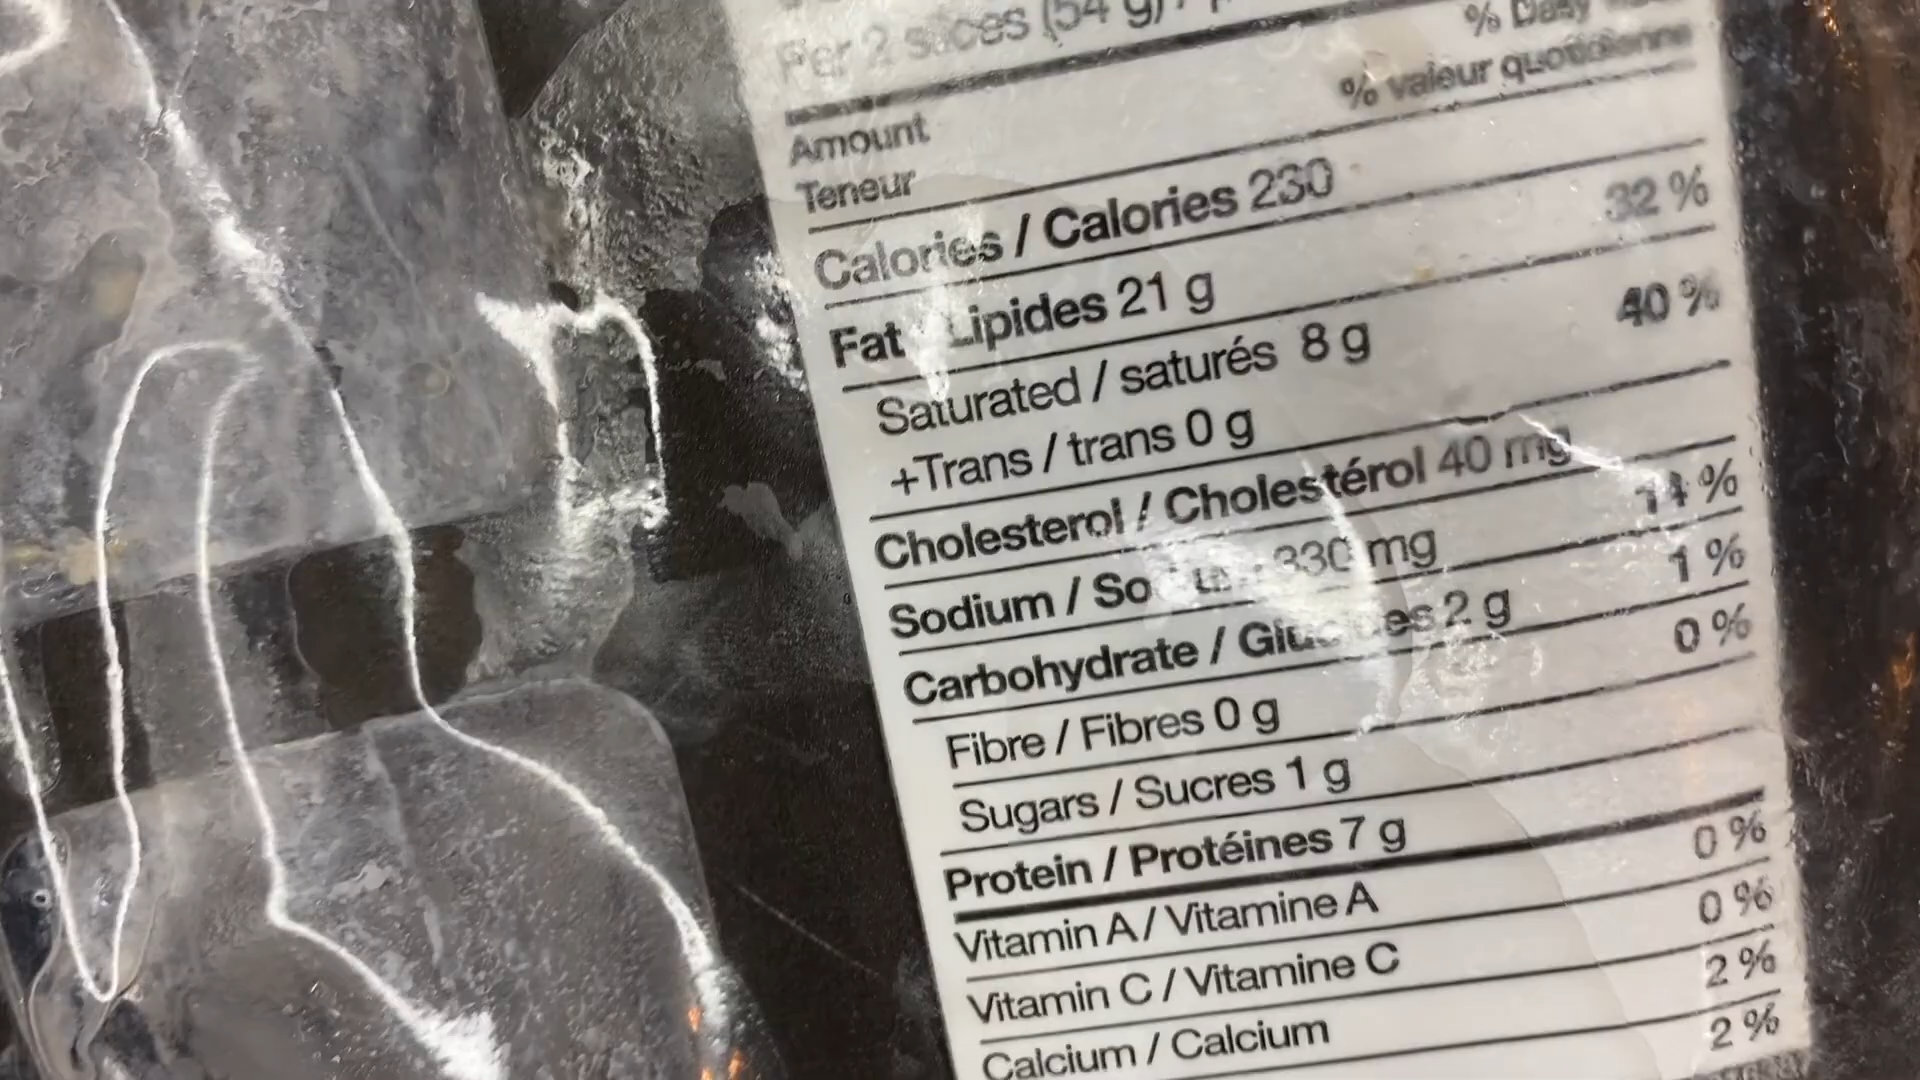 Per 2 slices (54 g)
% Daily
% valeur quotidienne
Amount
Teneur
Calories / Calories 230
Fat Lipides 21 g 32 %
Saturated / saturés 8 g 40 %
+Trans / trans 0 g
Cholesterol / Cholestérol 40 mg
Sodium / 330 mg 14 %
Carbohydrate / 2 g 1 %
Fibre / Fibres 0 g 0 %
Sugars / Sucres 1 g
Protein / Protéines 7 g
Vitamin A / Vitamine A 0 %
Vitamin C / Vitamine C 0 %
Calcium / Calcium 2 %
2 %